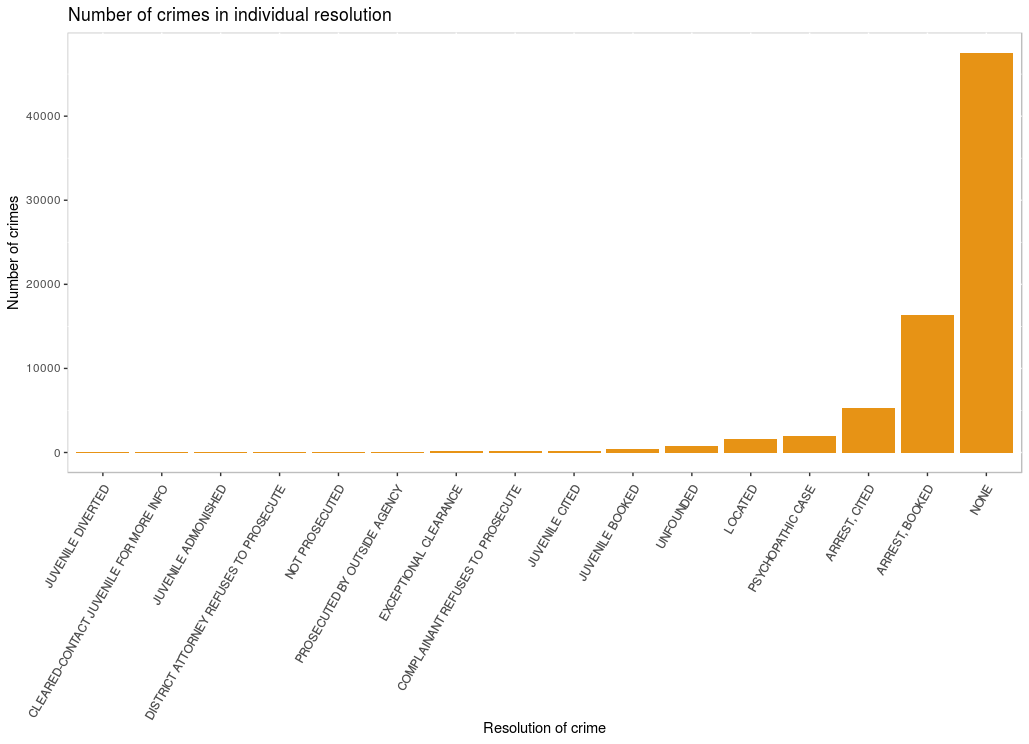 Number of crimes in individual resolution
Number of crimes
40000
30000
20000
10000
0
JUVENILE DIVERTED
CLEARED-CONTACT JUVENILE FOR MORE INFO
JUVENILE ADMONISHED
DISTRICT ATTORNEY REFUSES TO PROSECUTE
NOT PROSECUTED
PROSECUTED BY OUTSIDE AGENCY
EXCEPTIONAL CLEARANCE
COMPLAINANT REFUSES TO PROSECUTE
JUVENILE CITED
JUVENILE BOOKED
UNFOUNDED
LOCATED
PSYCHOPATHIC CASE
ARREST, CITED
ARREST, BOOKED
NONE
Resolution of crime